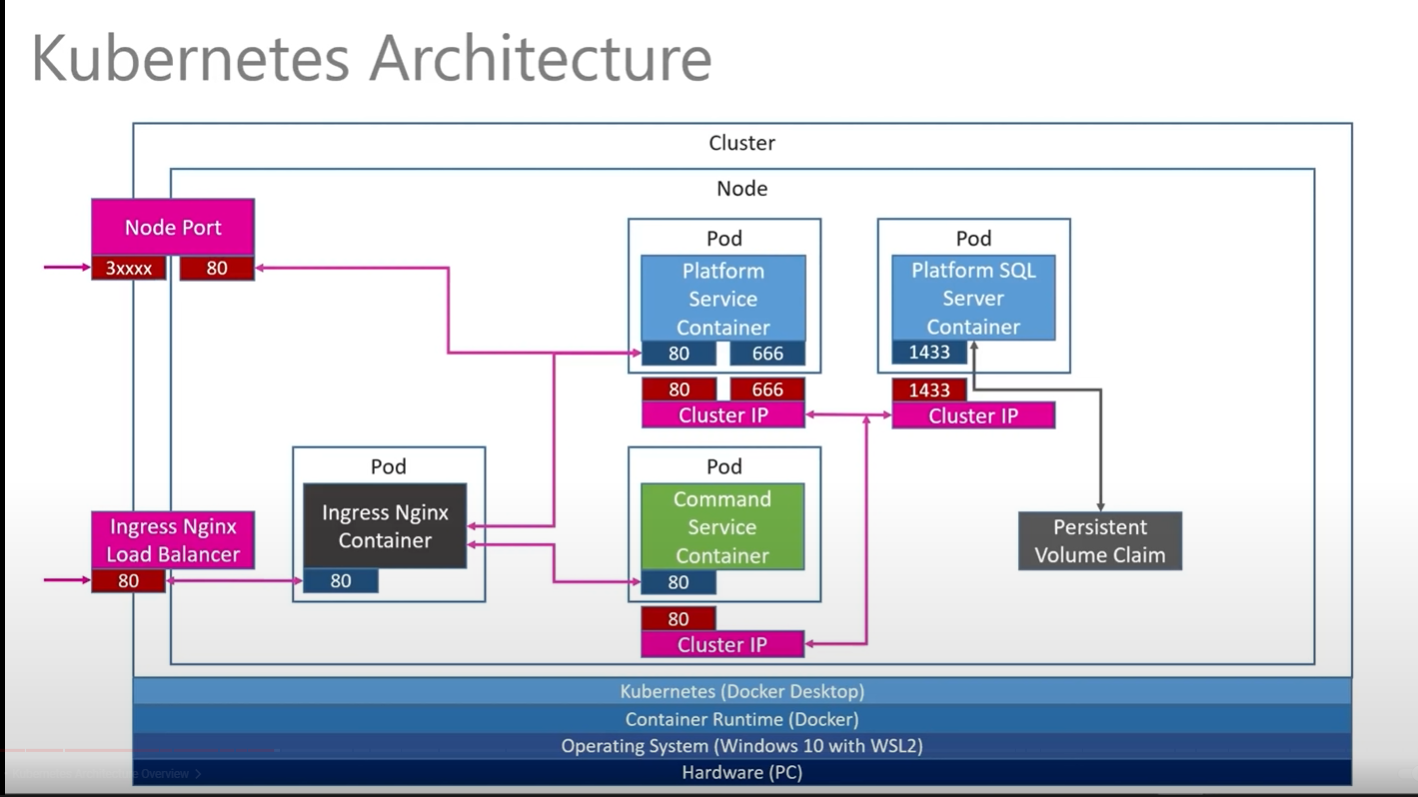 Kubernetes Architecture
Cluster
Node
Node Port
3xxxx
80
Pod
Platform
Service
Container
80
666
80
666
Cluster IP
Pod
Platform SQL
Server
Container
1433
1433
Cluster IP
Pod
Ingress Nginx
Container
80
Ingress Nginx
Load Balancer
80
Pod
Command
Service
Container
80
80
Cluster IP
Persistent
Volume Claim
Kubernetes (Docker Desktop)
Container Runtime (Docker)
Operating System (Windows 10 with WSL2)
Hardware (PC)
Overview